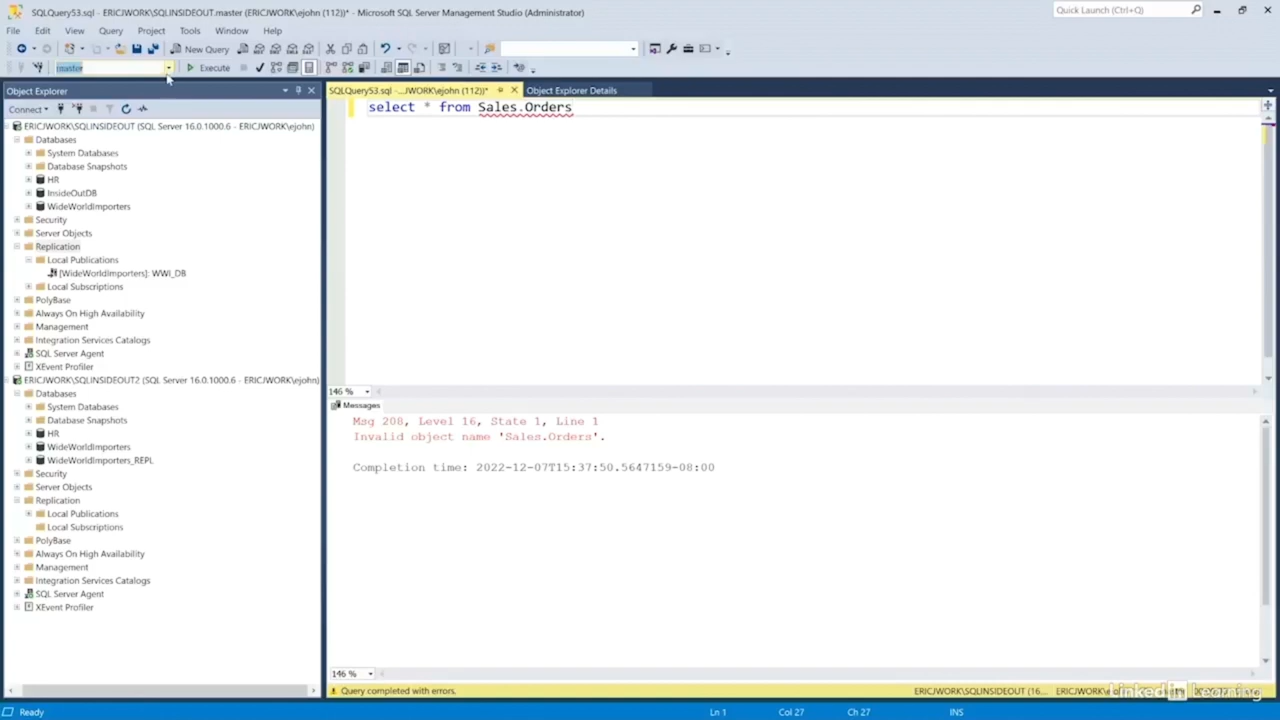 SQLQuery53.sql - ERICJWORK\SQLINSIDEOUT.master (ERICJWORK\ejohn (112))* - Microsoft SQL Server Management Studio (Administrator)
Quick Launch (Ctrl+Q)
File Edit View Query Project Tools Window Help
New Query
master
Execute
Object Explorer
SQLQuery53.sql -...JWORK\ejohn (112))*
Object Explorer Details
Connect
select * from Sales.Orders
ERICJWORK\SQLINSIDEOUT (SQL Server 16.0.1000.6 - ERICJWORK\ejohn)
Databases
System Databases
Database Snapshots
HR
InsideOutDB
WideWorldImporters
Security
Server Objects
Replication
Local Publications
[WideWorldImporters]: WWI_DB
Local Subscriptions
PolyBase
Always On High Availability
Management
Integration Services Catalogs
SQL Server Agent
XEvent Profiler
ERICJWORK\SQLINSIDEOUT2 (SQL Server 16.0.1000.6 - ERICJWORK\ejohn)
Databases
System Databases
Database Snapshots
HR
WideWorldImporters
WideWorldImporters_REPL
Security
Server Objects
Replication
Local Publications
Local Subscriptions
PolyBase
Always On High Availability
Management
Integration Services Catalogs
SQL Server Agent
XEvent Profiler
146 %
Messages
Msg 208, Level 16, State 1, Line 1
Invalid object name 'Sales.Orders'.
Completion time: 2022-12-07T15:37:50.5647159-08:00
146 %
Query completed with errors.
ERICJWORK\SQLINSIDEOUT (16...
LinkedIn Learning
Ready
Ln 1
Col 27
Ch 27
INS